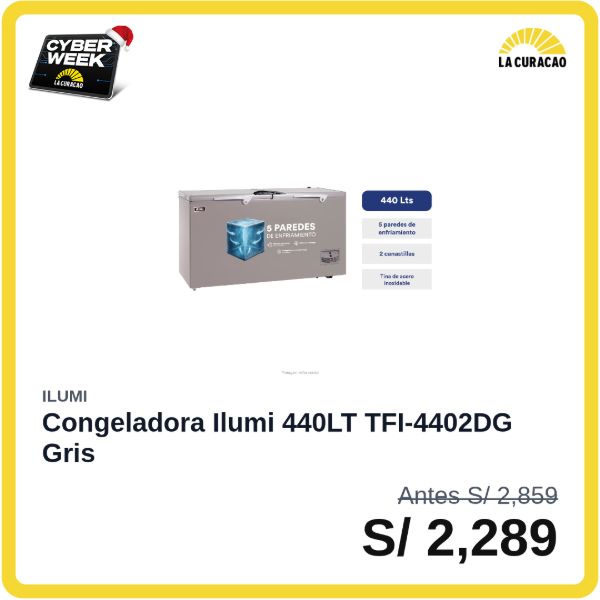 CYBER
WEEK
LA CURACAO
LA CURACAO
5 PAREDES
DE ENFRIAMIENTO
440 Lts
5 paredes de
enfriamiento
2 canastillas
Tina de acero
inoxidable
ILUMI
Congeladora Ilumi 440LT TFI-4402DG
Gris
Antes S/ 2,859
S/ 2,289